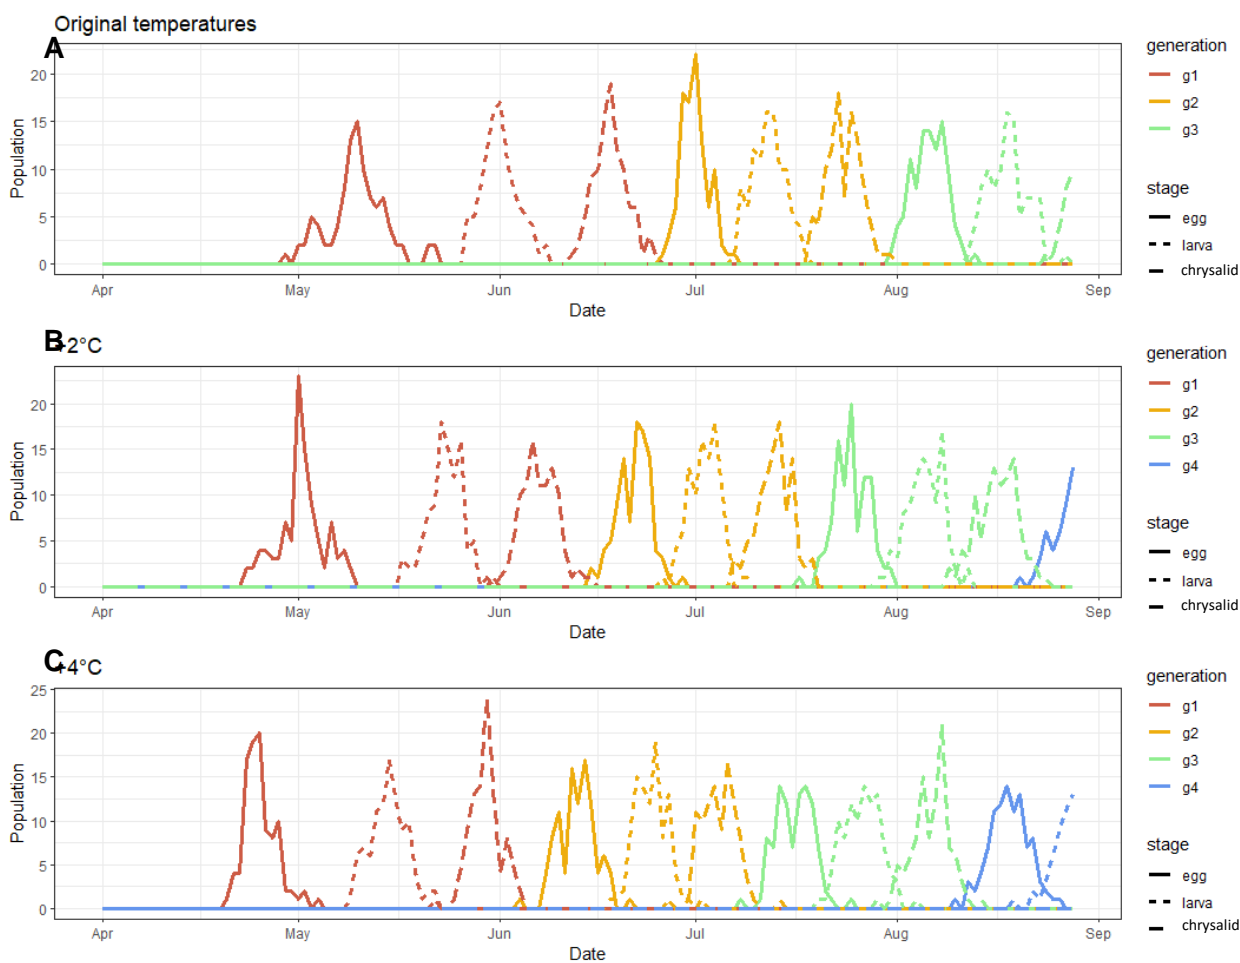 Original temperatures
A
Population
20
15
10
5
0
Apr May Jun Jul Aug Sep
Date
generation
g1
g2
g3
stage
egg
larva
chrysalid
B
+2°C
Population
20
15
10
5
0
Apr May Jun Jul Aug Sep
Date
generation
g1
g2
g3
g4
stage
egg
larva
chrysalid
C
+4°C
Population
25
20
15
10
5
0
Apr May Jun Jul Aug Sep
Date
generation
g1
g2
g3
g4
stage
egg
larva
chrysalid